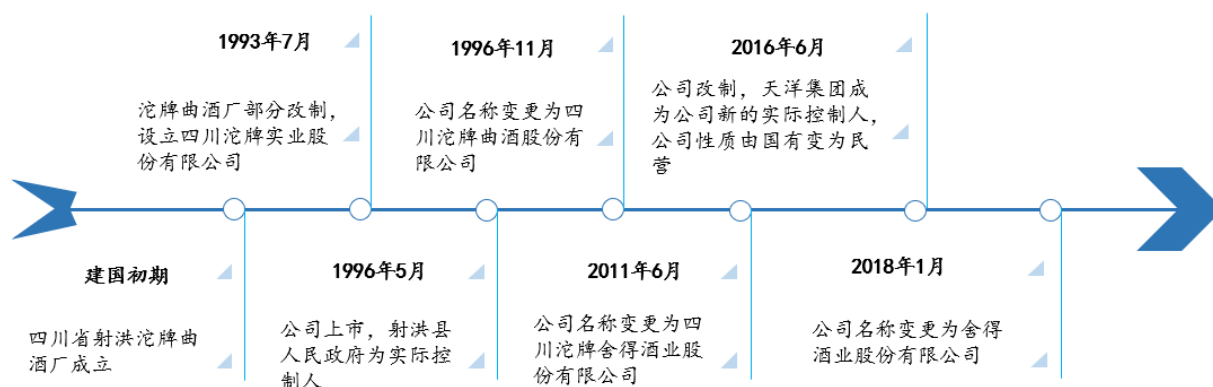 1993年7月
沱牌曲酒厂部分改制，
设立四川沱牌实业股
份有限公司
1996年11月
公司名称变更为四
川沱牌曲酒股份有
限公司
2016年6月
公司改制，天洋集团成
为公司新的实际控制人，
公司性质由国有变为民
营
建国初期
四川省射洪沱牌曲
酒厂成立
1996年5月
公司上市，射洪县
人民政府为实际控
制人
2011年6月
公司名称变更为四
川沱牌舍得酒业股
份有限公司
2018年1月
公司名称变更为舍得
酒业股份有限公司